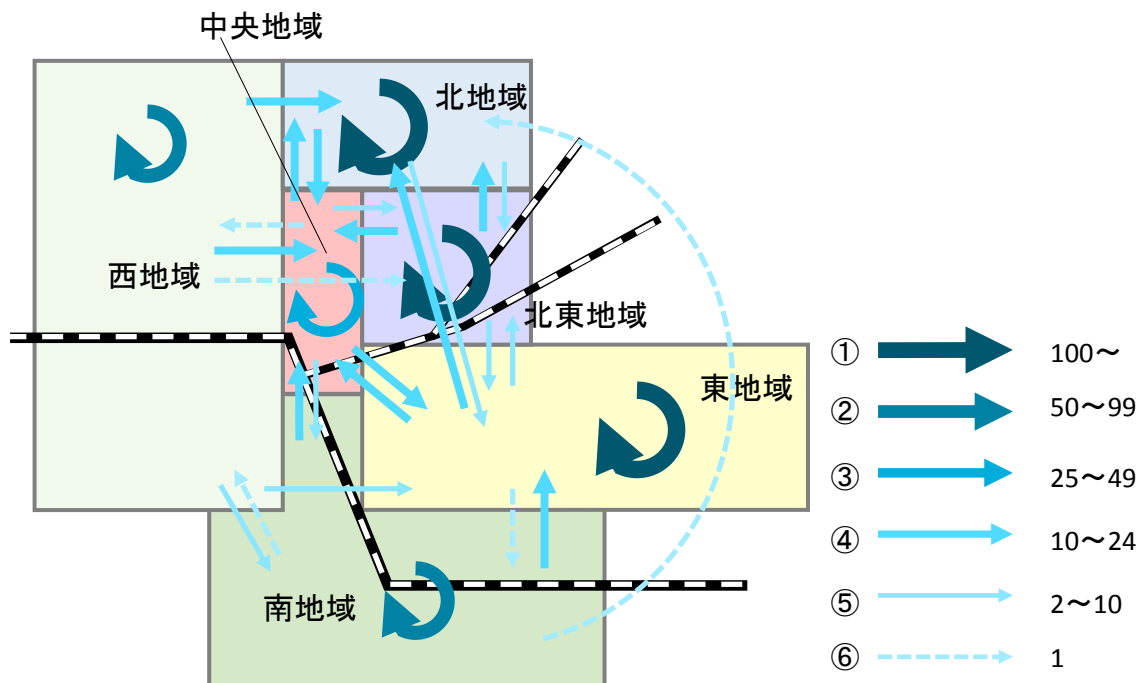 中央地域
北地域
西地域
北東地域
東地域
南地域
① 100～
② 50～99
③ 25～49
④ 10～24
⑤ 2～10
⑥ 1